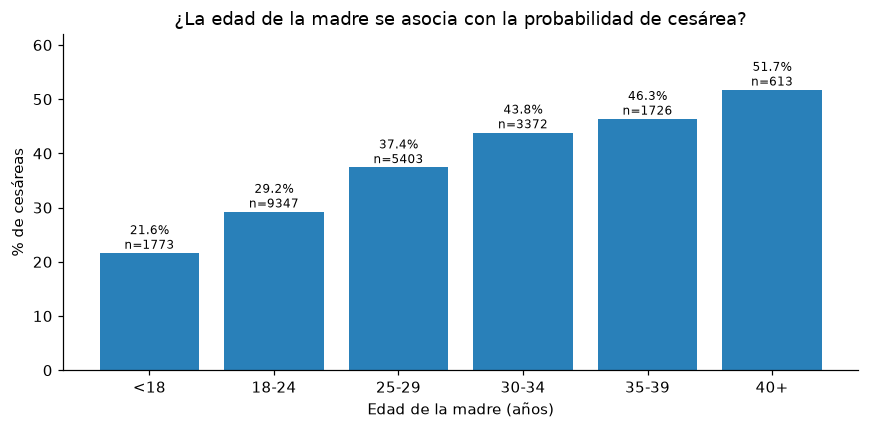 ¿La edad de la madre se asocia con la probabilidad de cesárea?
% de cesáreas
60
50
40
30
20
10
0
21.6%
n=1773
29.2%
n=9347
37.4%
n=5403
43.8%
n=3372
46.3%
n=1726
51.7%
n=613
<18
18-24
25-29
30-34
35-39
40+
Edad de la madre (años)